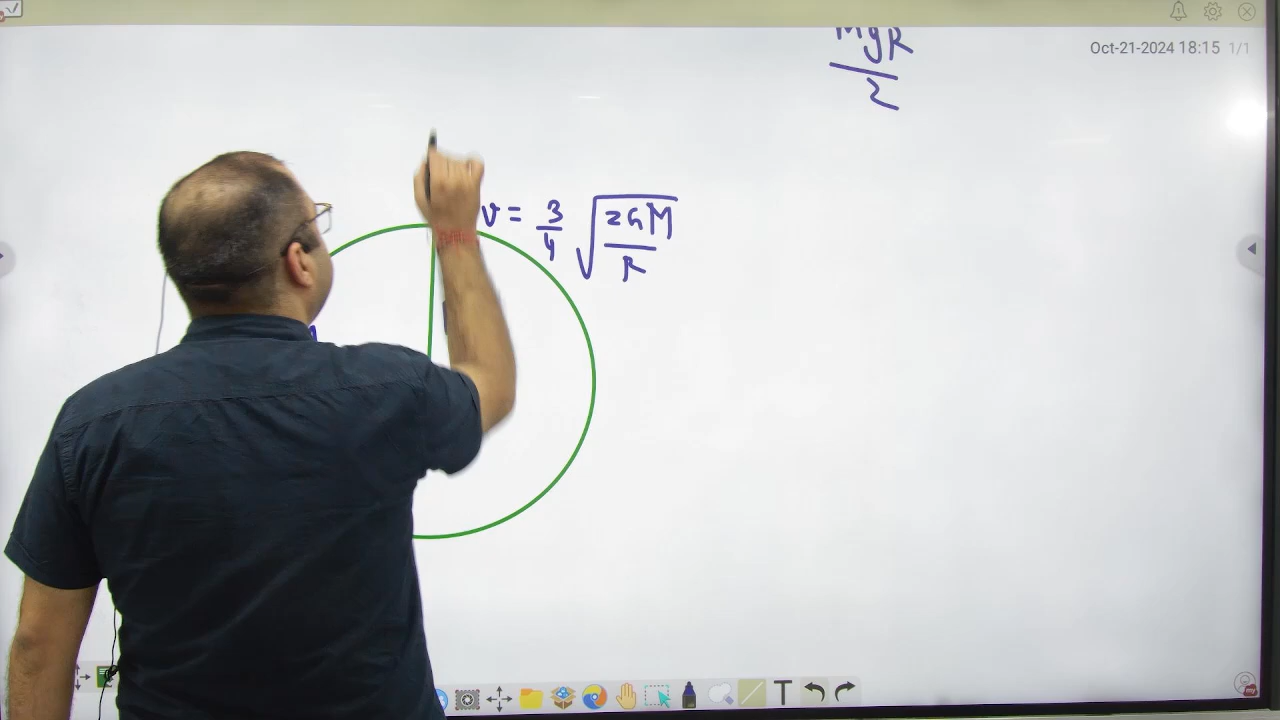 Oct-21-2024 18:15 1/1
MgR
2
v = 3/4 √(2GM/R)
T